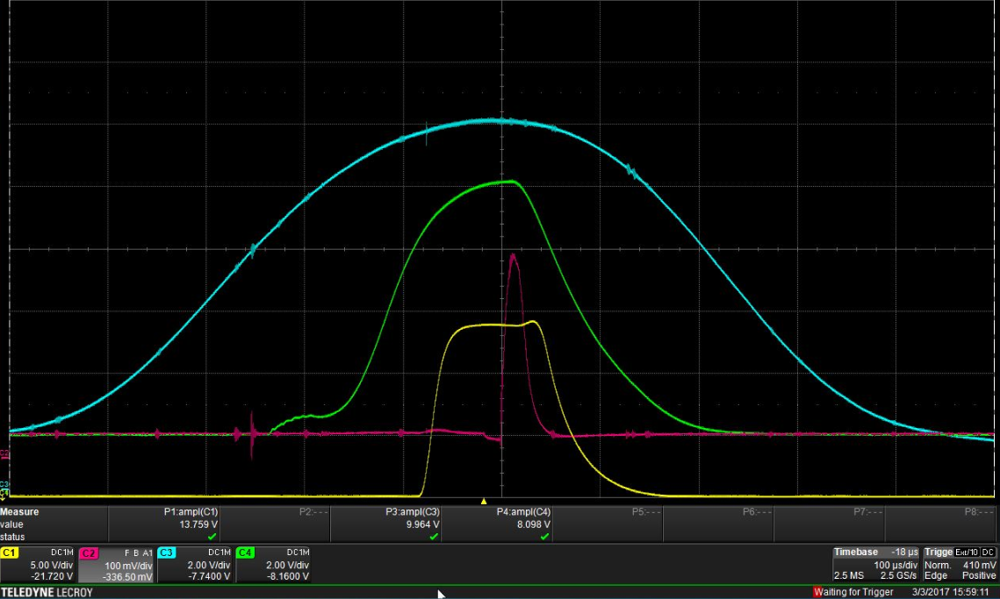 C2
C3
C4
Measure P1:ampl(C1) P2:--- P3:ampl(C3) P4:ampl(C4) P5:--- P6:--- P7:--- P8:---
value 13.759 V 9.964 V 8.098 V
status
C1 DC1M C2 F B A1 C3 DC1M C4 DC1M Timebase -18 µs Trigge Ext/10 DC
5.00 V/div 100 mV/div 2.00 V/div 2.00 V/div 100 µs/div Norm. 410 mV
-21.720 V -336.50 mV -7.7400 V -8.1600 V 2.5 MS 2.5 GS/s Edge Positive
TELEDYNE LECROY Waiting for Trigger 3/3/2017 15:59:11